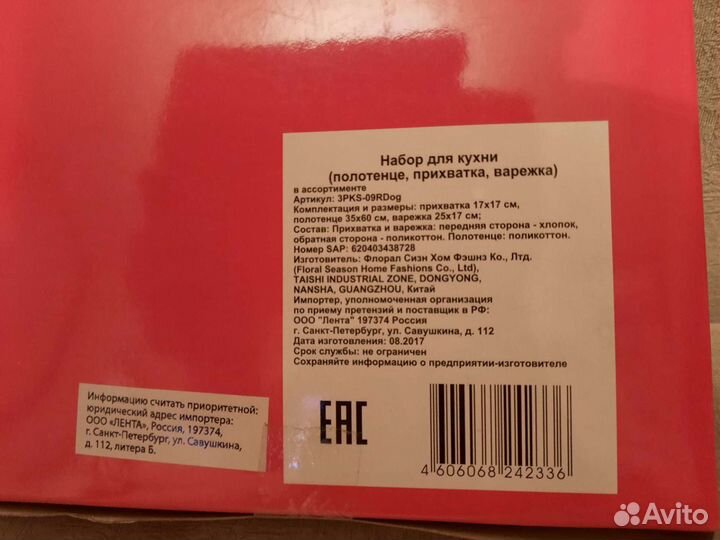 Набор для кухни
(полотенце, прихватка, варежка)
в ассортименте
Артикул: 3PKS-09RDog
Комплектация и размеры: прихватка 17х17 см,
полотенце 35х60 см, варежка 25х17 см;
Состав: Прихватка и варежка: передняя сторона - хлопок,
обратная сторона - поликоттон. Полотенце: поликоттон.
Номер SAP: 620403438728
Изготовитель: Флорал Сизн Хом Фэшнз Ко., Лтд.
(Floral Season Home Fashions Co., Ltd),
TAISHI INDUSTRIAL ZONE, DONGYONG,
NANSHA, GUANGZHOU, Китай
Импортер, уполномоченная организация
по приему претензий и поставщик в РФ:
ООО "Лента" 197374 Россия
г. Санкт-Петербург, ул. Савушкина, д. 112
Дата изготовления: 08.2017
Срок службы: не ограничен
Сохраняйте информацию о предприятии-изготовителе
EAC
4 606068 242336
Информацию считать приоритетной:
юридический адрес импортера:
ООО «ЛЕНТА», Россия, 197374,
г. Санкт-Петербург, ул. Савушкина,
д. 112, литера Б.
Avito